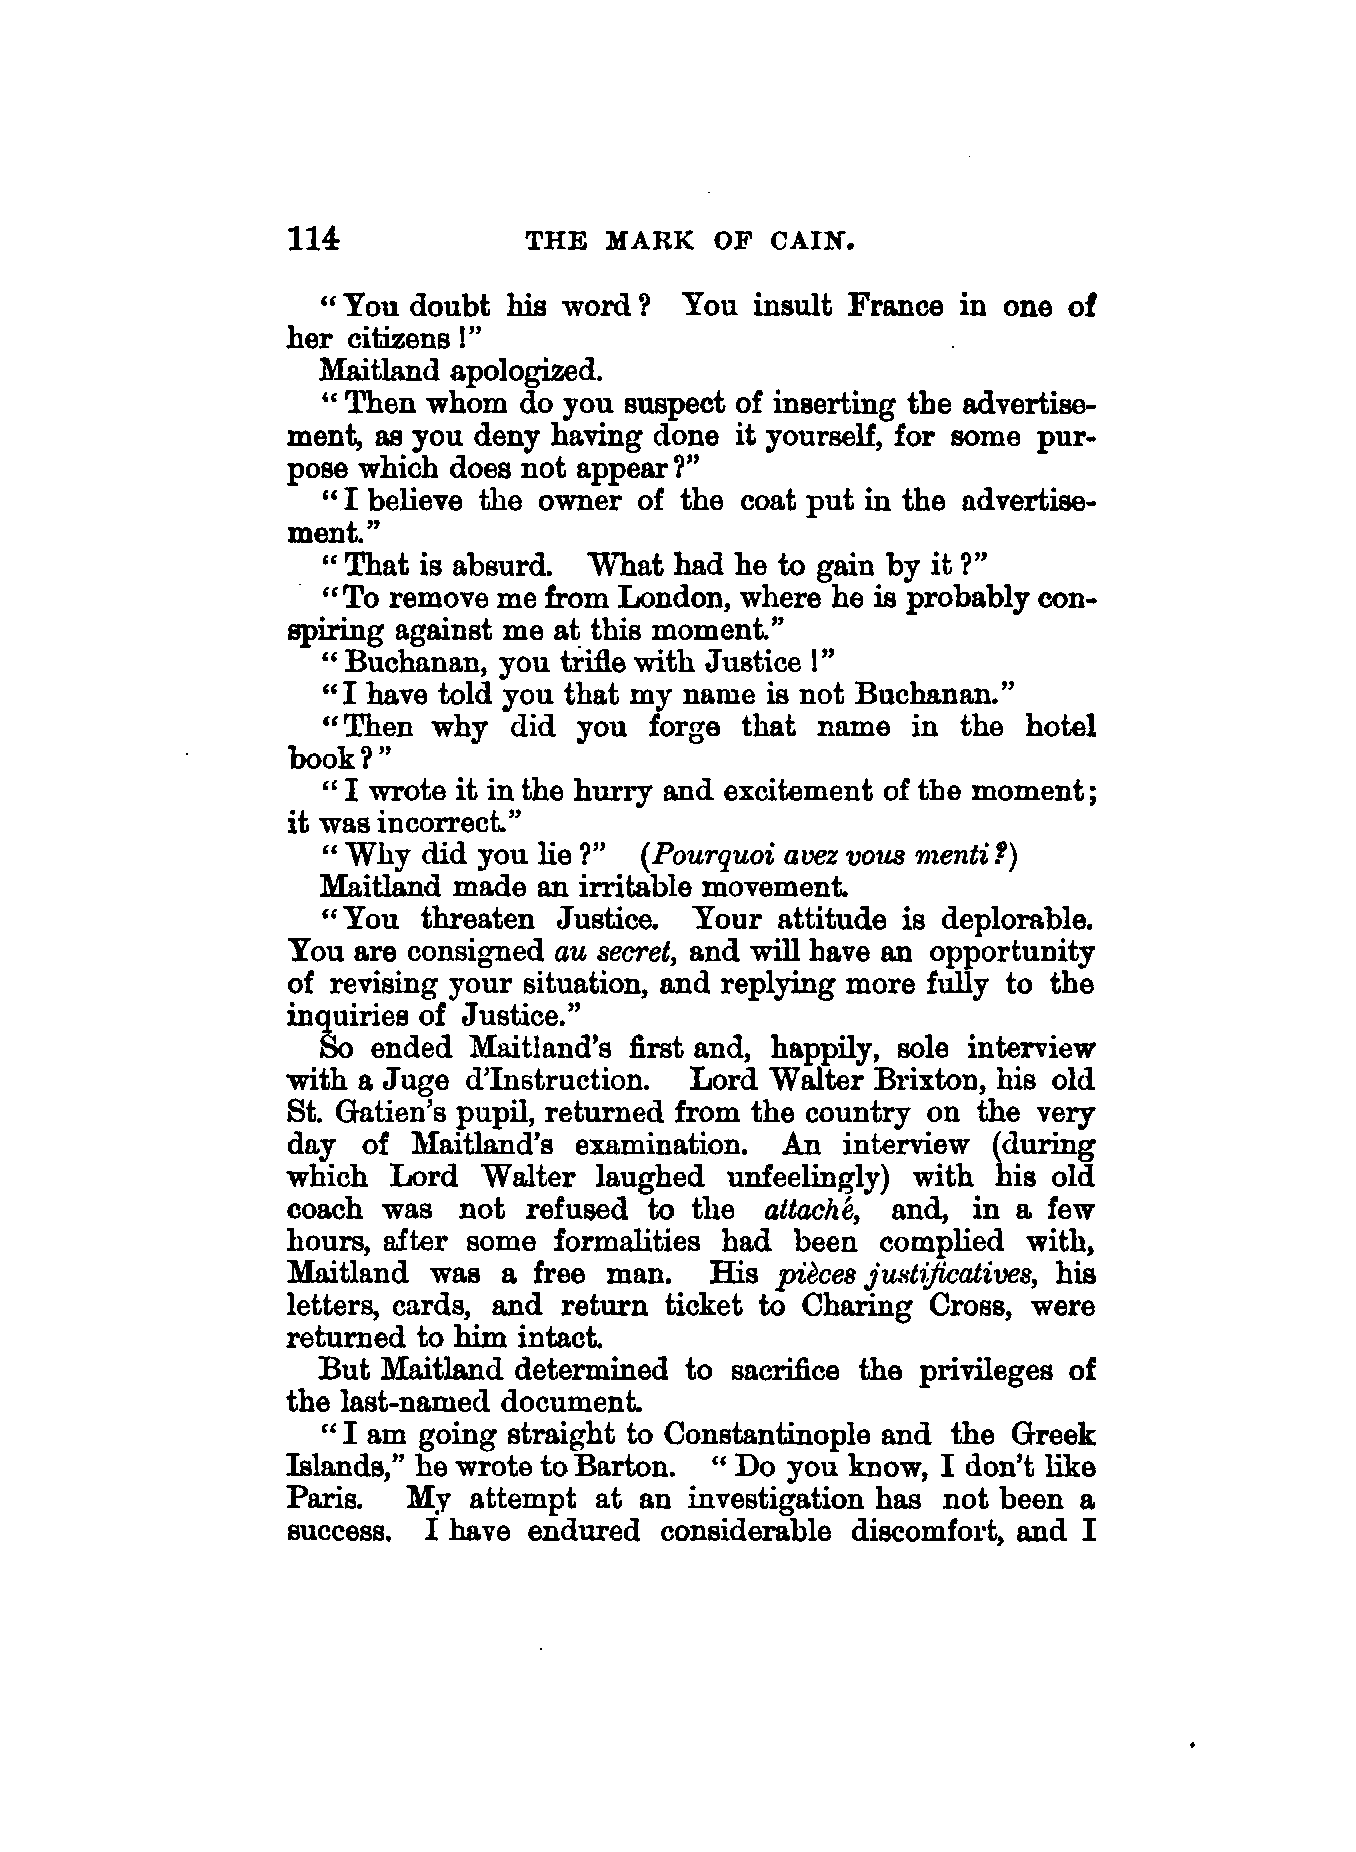 114 THE MARK OF CAIN.
"You doubt his word? You insult France in one of
her citizens!"
Maitland apologized.
"Then whom do you suspect of inserting the advertise-
ment, as you deny having done it yourself, for some pur-
pose which does not appear?"
"I believe the owner of the coat put in the advertise-
ment."
"That is absurd. What had he to gain by it?"
"To remove me from London, where he is probably con-
spiring against me at this moment."
"Buchanan, you trifle with Justice!"
"I have told you that my name is not Buchanan."
"Then why did you forge that name in the hotel
book?"
"I wrote it in the hurry and excitement of the moment;
it was incorrect."
"Why did you lie?" (Pourquoi avez vous menti?)
Maitland made an irritable movement.
"You threaten Justice. Your attitude is deplorable.
You are consigned au secret, and will have an opportunity
of revising your situation, and replying more fully to the
inquiries of Justice."
So ended Maitland's first and, happily, sole interview
with a Juge d'Instruction. Lord Walter Brixton, his old
St. Gatien's pupil, returned from the country on the very
day of Maitland's examination. An interview (during
which Lord Walter laughed unfeelingly) with his old
coach was not refused to the attaché, and, in a few
hours, after some formalities had been complied with,
Maitland was a free man. His pièces justificatives, his
letters, cards, and return ticket to Charing Cross, were
returned to him intact.
But Maitland determined to sacrifice the privileges of
the last-named document.
"I am going straight to Constantinople and the Greek
Islands," he wrote to Barton. "Do you know, I don't like
Paris. My attempt at an investigation has not been a
success. I have endured considerable discomfort, and I